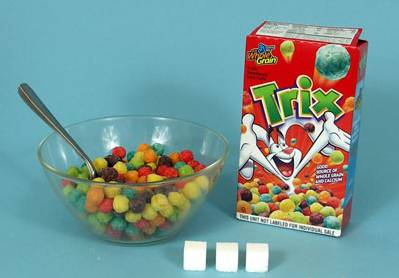 Whole
Grain
Trix
GOOD
SOURCE OF
WHOLE GRAIN
AND CALCIUM
THIS UNIT NOT LABELED FOR INDIVIDUAL SALE